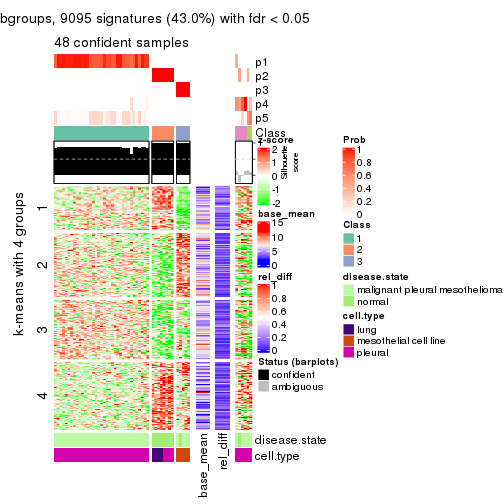 bgroups, 9095 signatures (43.0%) with fdr < 0.05
48 confident samples
p1
p2
p3
p4
p5
Class
z-score
2
1
0
-1
-2
Silhouette
score
1
base_mean
15
10
5
0
rel_diff
1
0.8
0.6
0.4
0.2
0
Status (barplots)
confident
ambiguous
Prob
1
0.8
0.6
0.4
0.2
0
Class
1
2
3
disease.state
malignant pleural mesothelioma
normal
cell.type
lung
mesothelial cell line
pleural
k-means with 4 groups
1
2
3
4
disease.state
cell.type
base_mean
rel_diff